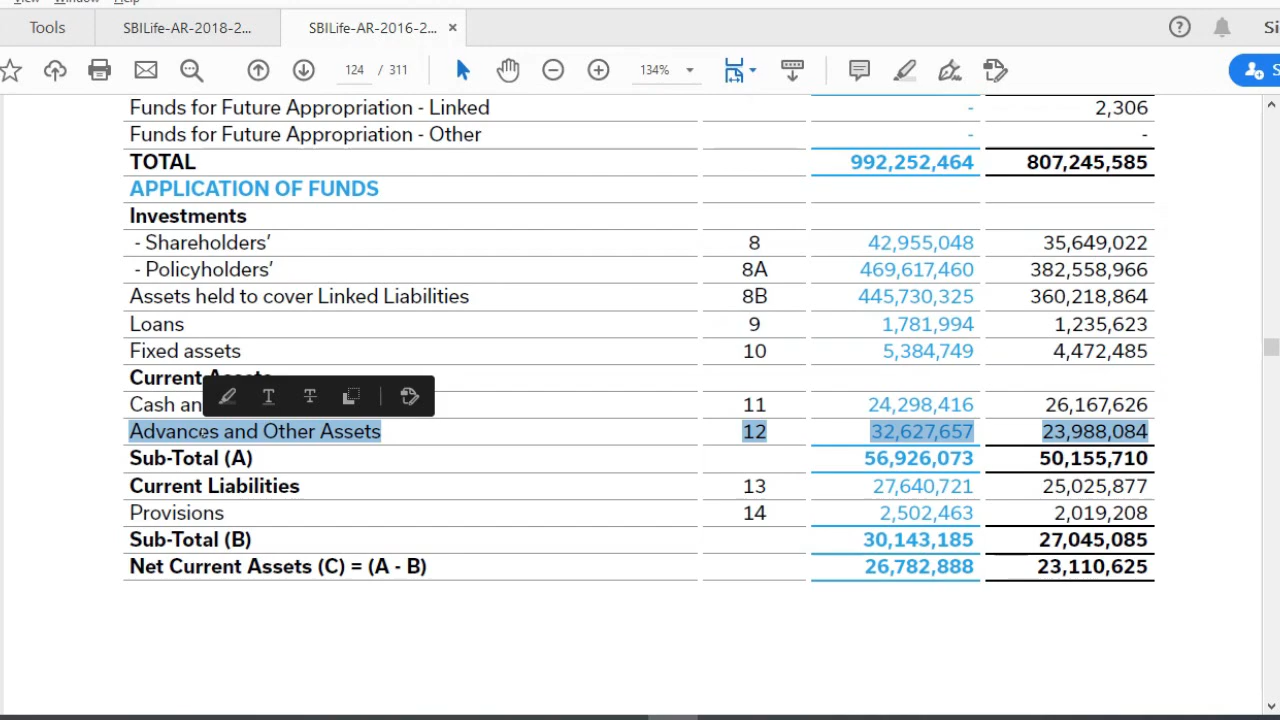 Tools SBILife-AR-2018-2... SBILife-AR-2016-2... ×
124 / 311 134%
Funds for Future Appropriation - Linked - 2,306
Funds for Future Appropriation - Other - -
TOTAL 992,252,464 807,245,585
APPLICATION OF FUNDS
Investments
- Shareholders’ 8 42,955,048 35,649,022
- Policyholders’ 8A 469,617,460 382,558,966
Assets held to cover Linked Liabilities 8B 445,730,325 360,218,864
Loans 9 1,781,994 1,235,623
Fixed assets 10 5,384,749 4,472,485
Current Assets
Cash an 11 24,298,416 26,167,626
Advances and Other Assets 12 32,627,657 23,988,084
Sub-Total (A) 56,926,073 50,155,710
Current Liabilities 13 27,640,721 25,025,877
Provisions 14 2,502,463 2,019,208
Sub-Total (B) 30,143,185 27,045,085
Net Current Assets (C) = (A - B) 26,782,888 23,110,625